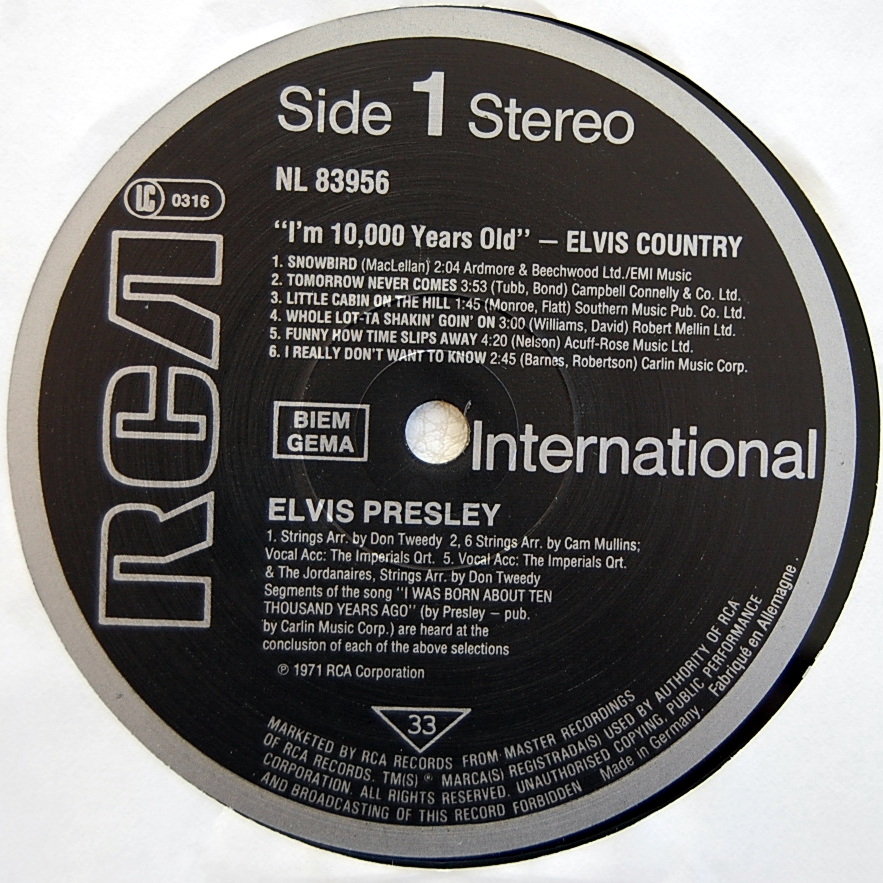 Side 1 Stereo
NL 83956
LC 0316
RCA
"I'm 10,000 Years Old" — ELVIS COUNTRY
1. SNOWBIRD (MacLellan) 2:04 Ardmore & Beechwood Ltd./EMI Music
2. TOMORROW NEVER COMES 3:53 (Tubb, Bond) Campbell Connelly & Co. Ltd.
3. LITTLE CABIN ON THE HILL 1:45 (Monroe, Flatt) Southern Music Pub. Co. Ltd.
4. WHOLE LOT-TA SHAKIN' GOIN' ON 3:00 (Williams, David) Robert Mellin Ltd.
5. FUNNY HOW TIME SLIPS AWAY 4:20 (Nelson) Acuff-Rose Music Ltd.
6. I REALLY DON'T WANT TO KNOW 2:45 (Barnes, Robertson) Carlin Music Corp.
BIEM
GEMA
International
ELVIS PRESLEY
1. Strings Arr. by Don Tweedy 2, 6 Strings Arr. by Cam Mullins;
Vocal Acc: The Imperials Qrt. 5. Vocal Acc: The Imperials Qrt.
& The Jordanaires, Strings Arr. by Don Tweedy
Segments of the song "I WAS BORN ABOUT TEN
THOUSAND YEARS AGO" (by Presley — pub.
by Carlin Music Corp.) are heard at the
conclusion of each of the above selections
℗ 1971 RCA Corporation
33
MARKETED BY RCA RECORDS FROM MASTER RECORDINGS
OF RCA RECORDS. TM(S) ® MARCA(S) REGISTRADA(S) USED BY AUTHORITY OF RCA
CORPORATION. ALL RIGHTS RESERVED. UNAUTHORISED COPYING, PUBLIC PERFORMANCE
AND BROADCASTING OF THIS RECORD FORBIDDEN Made in Germany. Fabriqué en Allemagne.